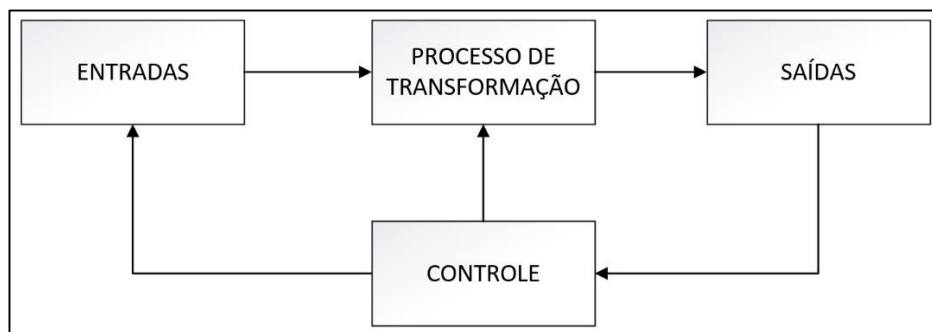 ENTRADAS
PROCESSO DE
TRANSFORMAÇÃO
SAÍDAS
CONTROLE